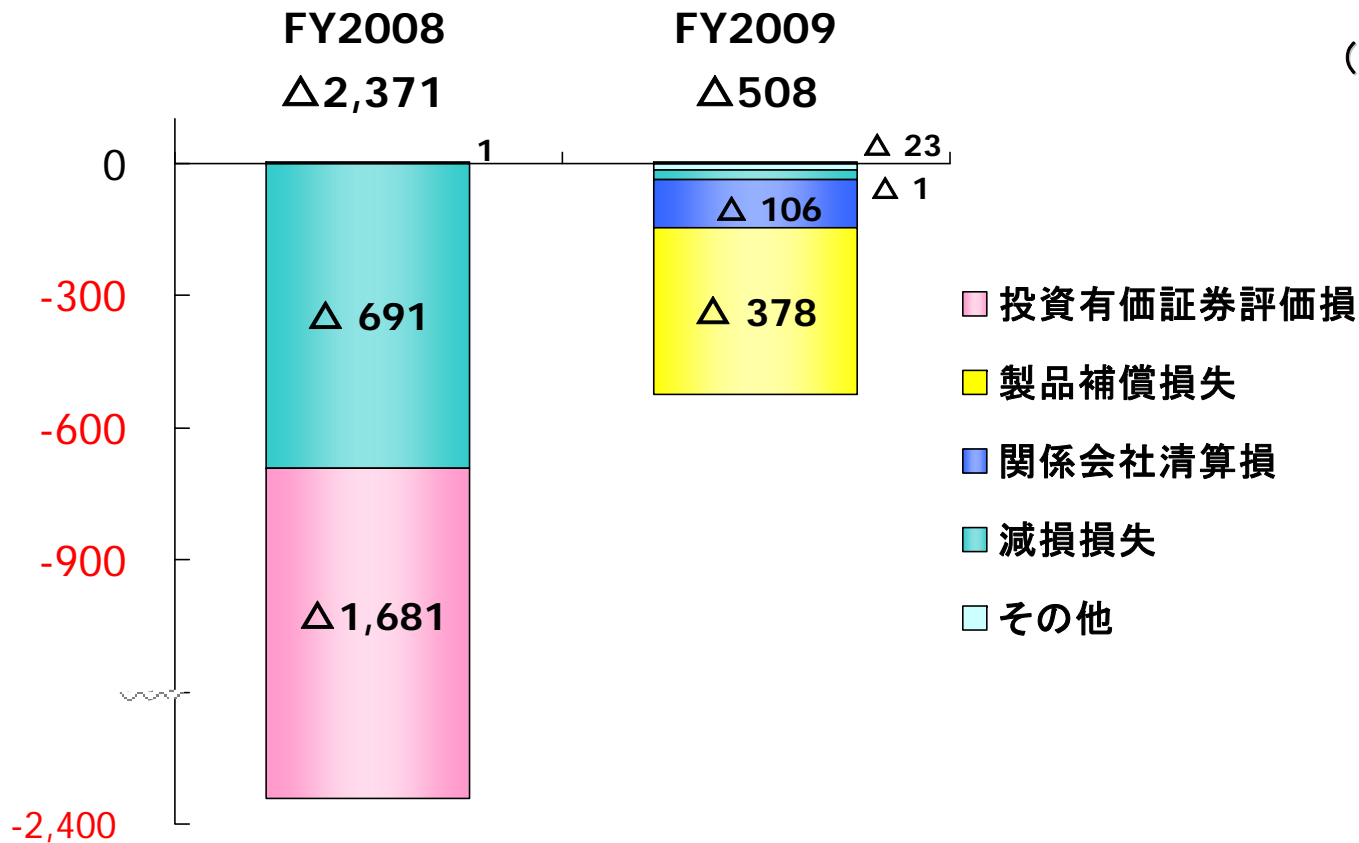 FY2008
FY2009
(
△2,371
△508
1
△ 23
0
△ 1
△ 106
-300
△ 691
△ 378
投資有価証券評価損
製品補償損失
-600
関係会社清算損
減損損失
-900
△1,681
その他
-2,400